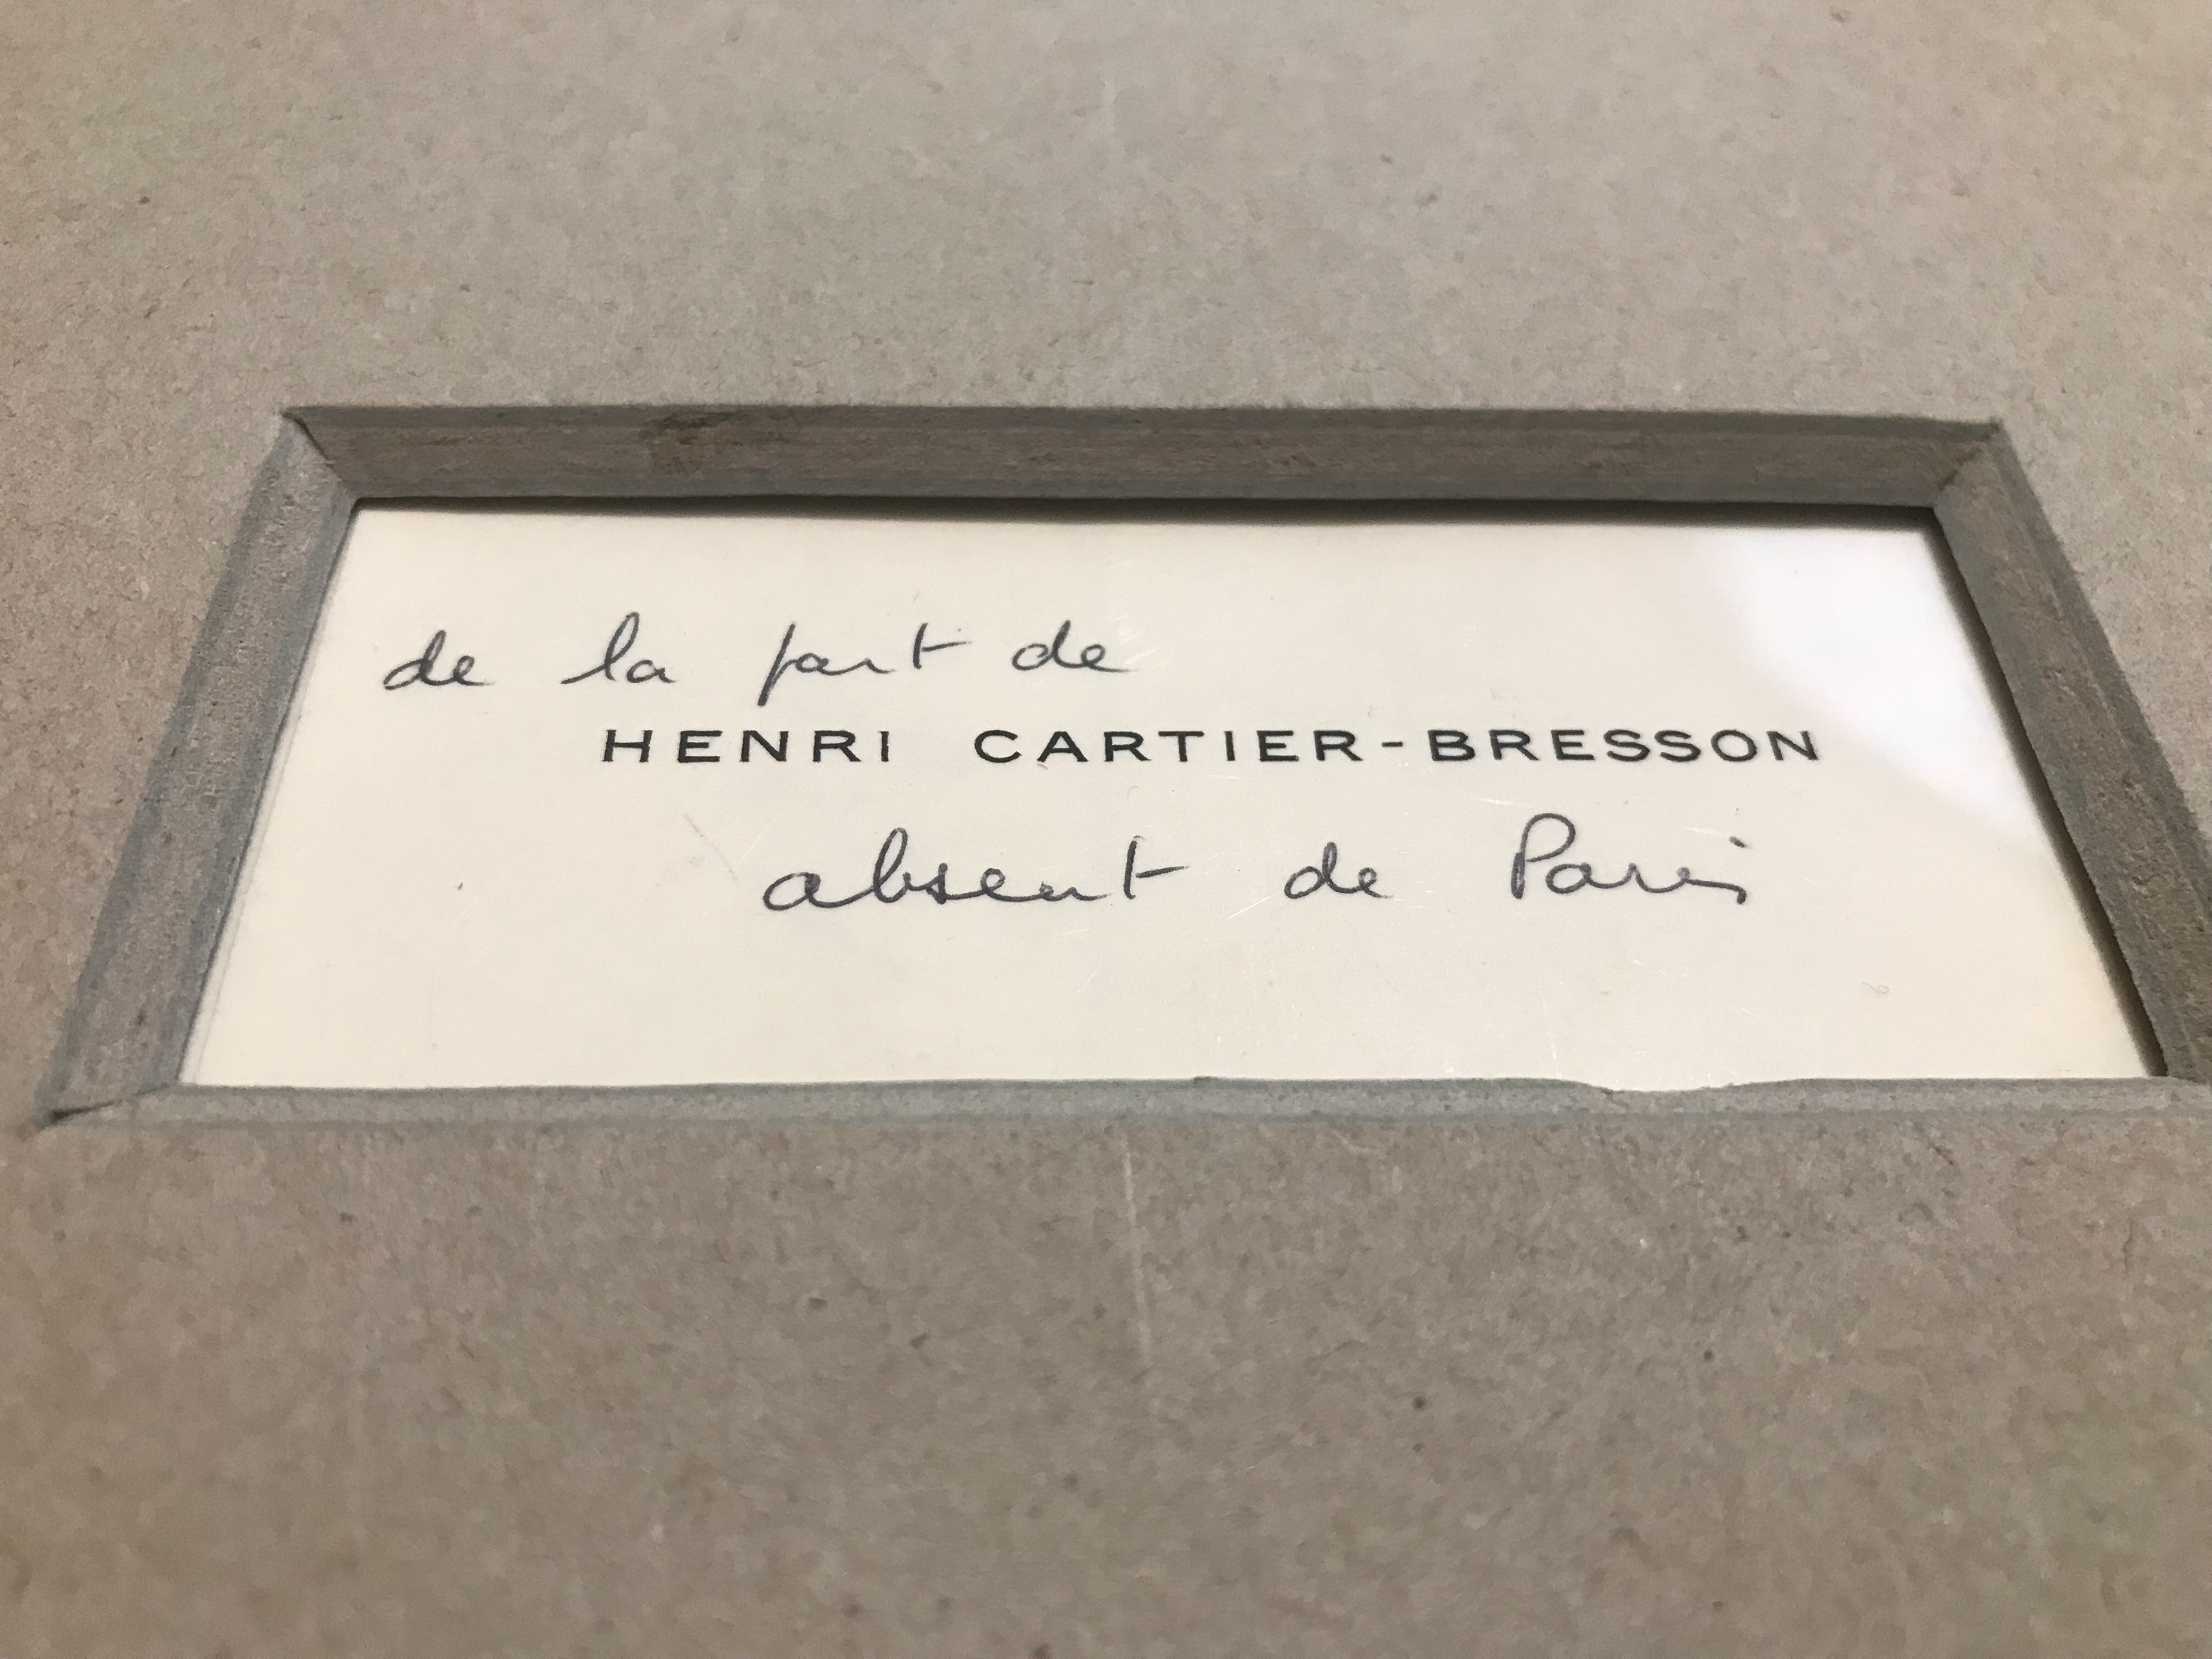 de la part de
HENRI CARTIER-BRESSON
absent de Paris